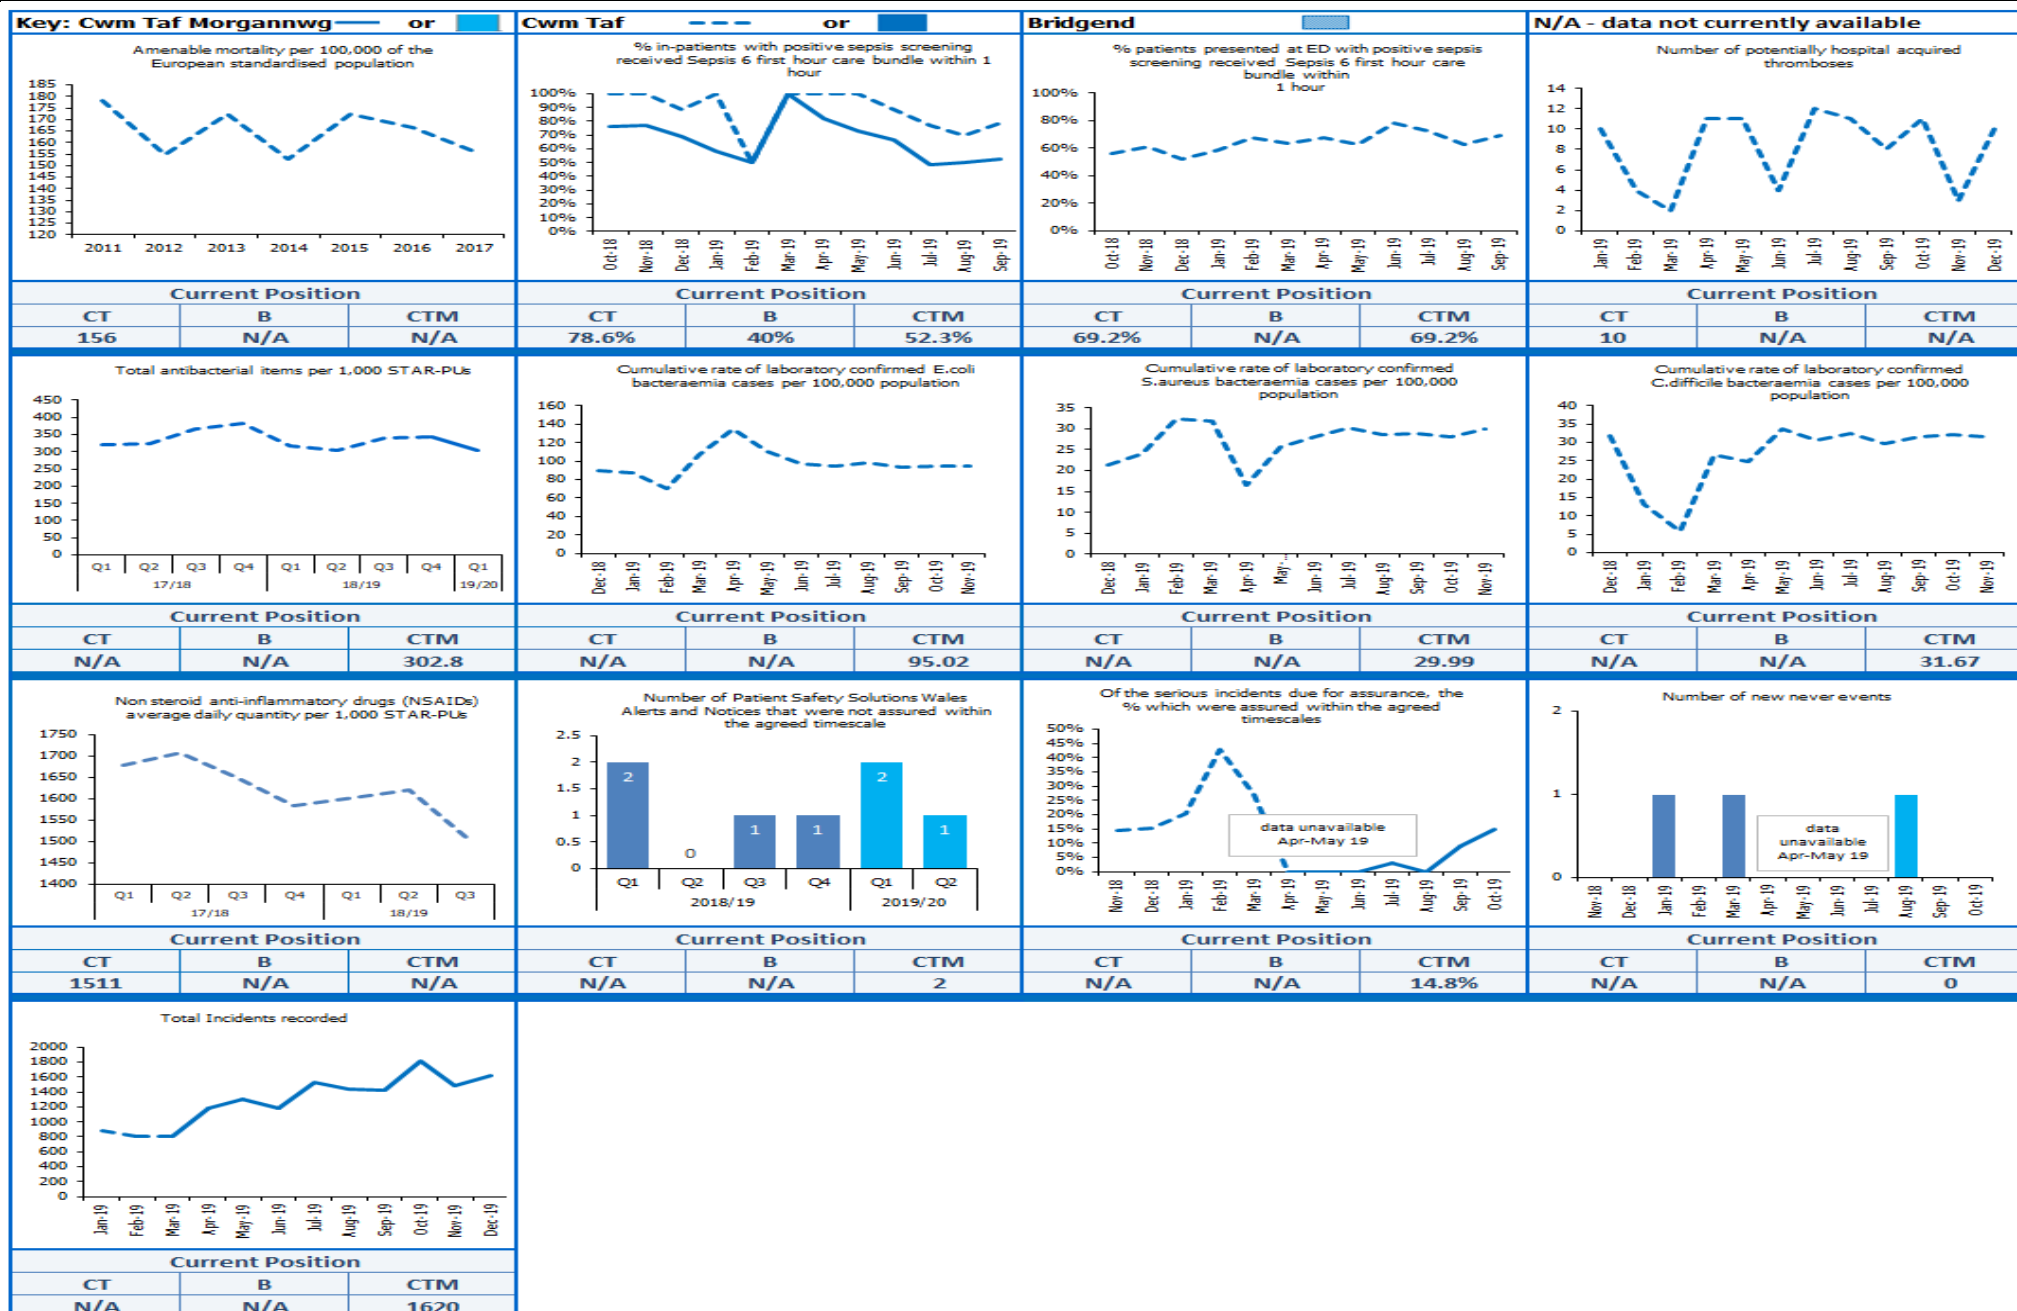 Key: Cwm Taf Morgannwg or
Cwm Taf or
Bridgend
N/A - data not currently available
Amenable mortality per 100,000 of the
European standardised population
185
180
175
170
165
160
155
150
145
140
135
130
125
120
2011 2012 2013 2014 2015 2016 2017
Current Position
CT B CTM
156 N/A N/A
% in-patients with positive sepsis screening
received Sepsis 6 first hour care bundle within 1
hour
100%
90%
80%
70%
60%
50%
40%
30%
20%
10%
0%
Oct-18 Nov-18 Dec-18 Jan-19 Feb-19 Mar-19 Apr-19 May-19 Jun-19 Jul-19 Aug-19 Sep-19
Current Position
CT B CTM
78.6% 40% 52.3%
% patients presented at ED with positive sepsis
screening received Sepsis 6 first hour care
bundle within
1 hour
100%
80%
60%
40%
20%
0%
Oct-18 Nov-18 Dec-18 Jan-19 Feb-19 Mar-19 Apr-19 May-19 Jun-19 Jul-19 Aug-19 Sep-19
Current Position
CT B CTM
69.2% N/A 69.2%
Number of potentially hospital acquired
thromboses
14
12
10
8
6
4
2
0
Jan-19 Feb-19 Mar-19 Apr-19 May-19 Jun-19 Jul-19 Aug-19 Sep-19 Oct-19 Nov-19 Dec-19
Current Position
CT B CTM
10 N/A N/A
Total antibacterial items per 1,000 STAR-PUs
450
400
350
300
250
200
150
100
50
0
Q1 Q2 Q3 Q4 Q1 Q2 Q3 Q4 Q1
17/18 18/19 19/20
Current Position
CT B CTM
N/A N/A 302.8
Cumulative rate of laboratory confirmed E.coli
bacteraemia cases per 100,000 population
160
140
120
100
80
60
40
20
0
Dec-18 Jan-19 Feb-19 Mar-19 Apr-19 May-19 Jun-19 Jul-19 Aug-19 Sep-19 Oct-19 Nov-19
Current Position
CT B CTM
N/A N/A 95.02
Cumulative rate of laboratory confirmed
S.aureus bacteraemia cases per 100,000
population
35
30
25
20
15
10
5
0
Dec-18 Jan-19 Feb-19 Mar-19 Apr-19 May-... Jun-19 Jul-19 Aug-19 Sep-19 Oct-19 Nov-19
Current Position
CT B CTM
N/A N/A 29.99
Cumulative rate of laboratory confirmed
C.difficile bacteraemia cases per 100,000
population
40
35
30
25
20
15
10
5
0
Dec-18 Jan-19 Feb-19 Mar-19 Apr-19 May-19 Jun-19 Jul-19 Aug-19 Sep-19 Oct-19 Nov-19
Current Position
CT B CTM
N/A N/A 31.67
Non steroid anti-inflammatory drugs (NSAIDs)
average daily quantity per 1,000 STAR-PUs
1750
1700
1650
1600
1550
1500
1450
1400
Q1 Q2 Q3 Q4 Q1 Q2 Q3
17/18 18/19
Current Position
CT B CTM
1511 N/A N/A
Number of Patient Safety Solutions Wales
Alerts and Notices that were not assured within
the agreed timescale
2.5
2
1.5
1
0.5
0
2 0 1 1 2 1
Q1 Q2 Q3 Q4 Q1 Q2
2018/19 2019/20
Current Position
CT B CTM
N/A N/A 2
Of the serious incidents due for assurance, the
% which were assured within the agreed
timescales
50%
45%
40%
35%
30%
25%
20%
15%
10%
5%
0%
data unavailable
Apr-May 19
Nov-18 Dec-18 Jan-19 Feb-19 Mar-19 Apr-19 May-19 Jun-19 Jul-19 Aug-19 Sep-19 Oct-19
Current Position
CT B CTM
N/A N/A 14.8%
Number of new never events
2
1
0
data
unavailable
Apr-May 19
Nov-18 Dec-18 Jan-19 Feb-19 Mar-19 Apr-19 May-19 Jun-19 Jul-19 Aug-19 Sep-19 Oct-19
Current Position
CT B CTM
N/A N/A 0
Total Incidents recorded
2000
1800
1600
1400
1200
1000
800
600
400
200
0
Jan-19 Feb-19 Mar-19 Apr-19 May-19 Jun-19 Jul-19 Aug-19 Sep-19 Oct-19 Nov-19 Dec-19
Current Position
CT B CTM
N/A N/A 1620